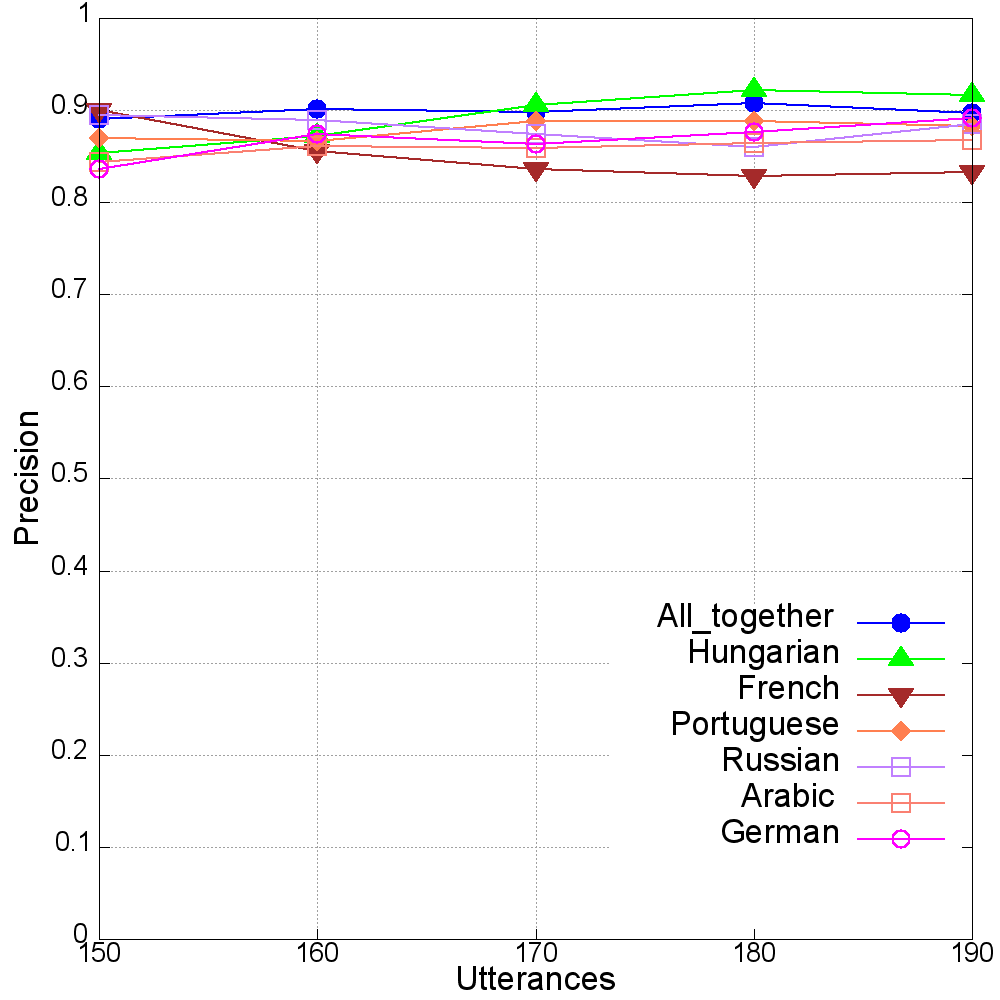 1
0.9
0.8
0.7
0.6
0.5
0.4
0.3
0.2
0.1
0
Precision
All_together
Hungarian
French
Portuguese
Russian
Arabic
German
150 160 170 180 190
Utterances